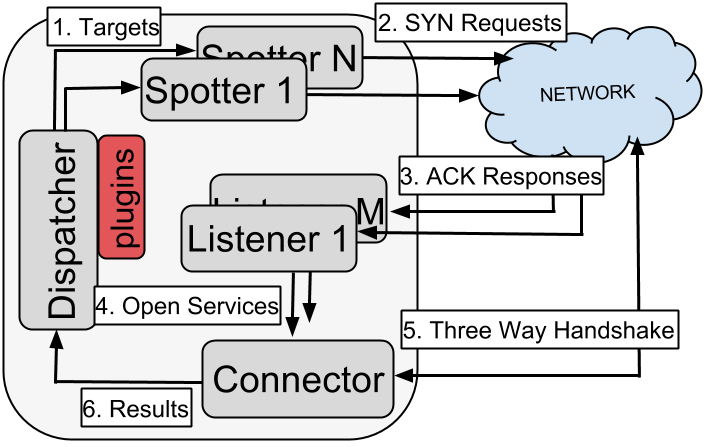 1. Targets
2. SYN Requests
Spotter N
Spotter 1
NETWORK
3. ACK Responses
plugins
Dispatcher
M
Listener 1
4. Open Services
5. Three Way Handshake
Connector
6. Results